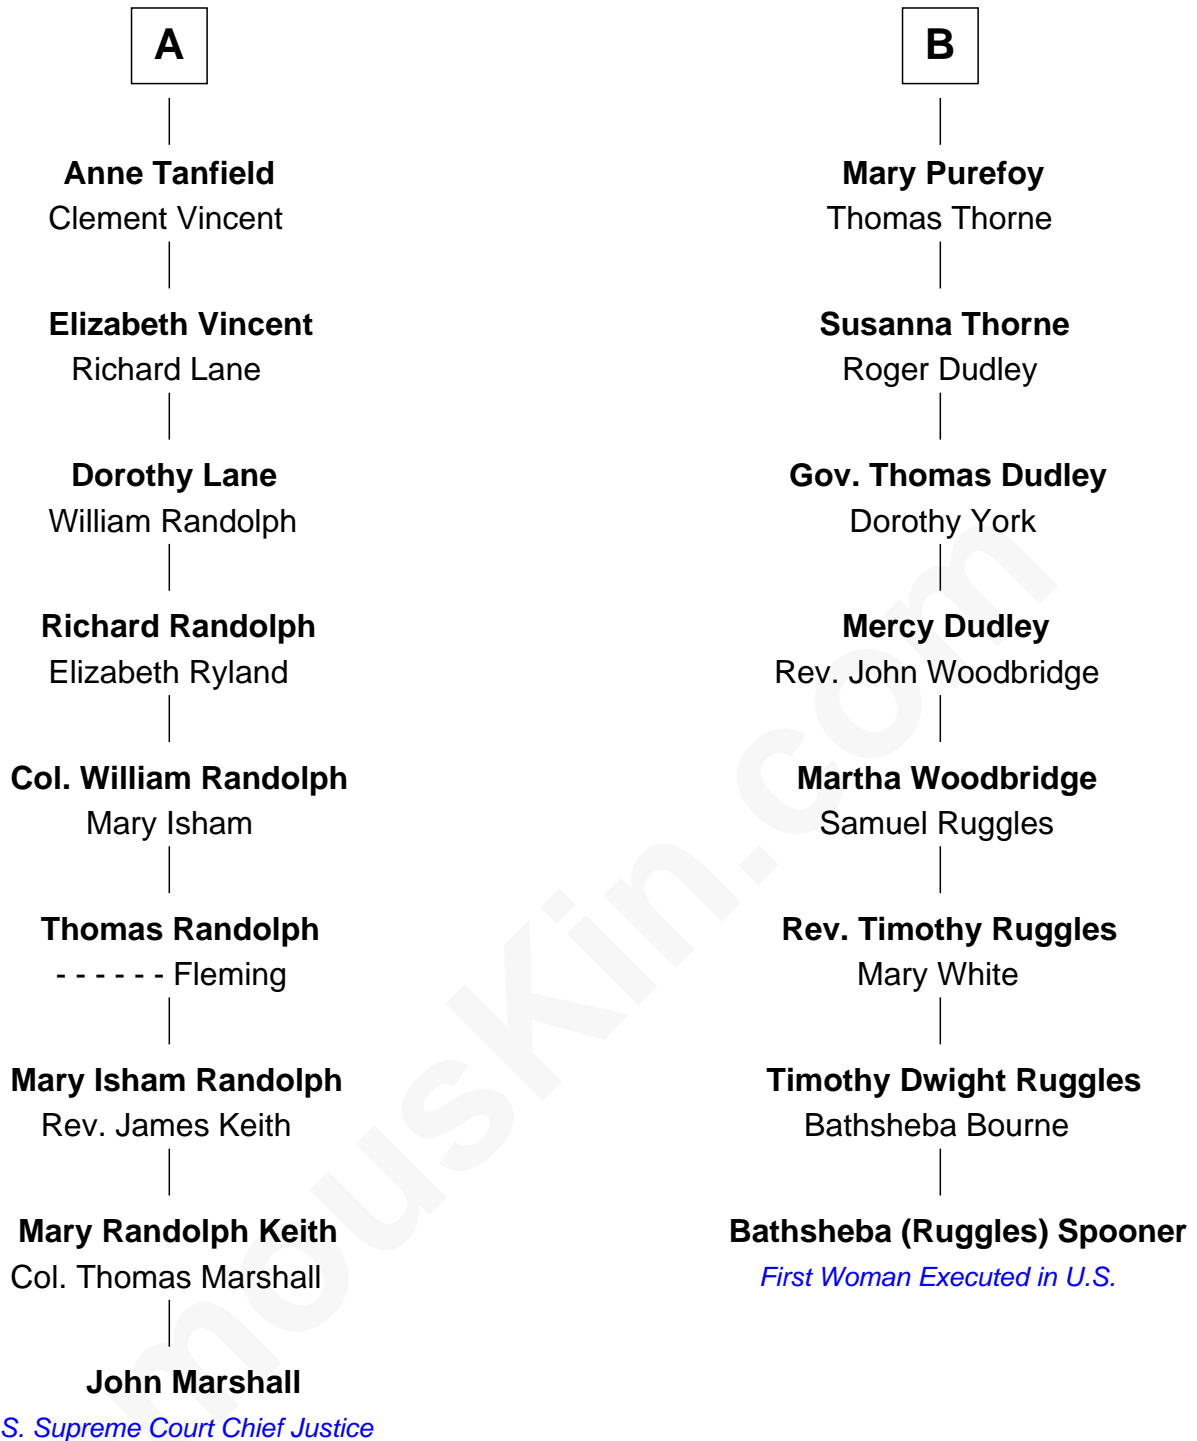 A
Anne Tanfield
Clement Vincent
Elizabeth Vincent
Richard Lane
Dorothy Lane
William Randolph
Richard Randolph
Elizabeth Ryland
Col. William Randolph
Mary Isham
Thomas Randolph
- - - - - - Fleming
Mary Isham Randolph
Rev. James Keith
Mary Randolph Keith
Col. Thomas Marshall
John Marshall
S. Supreme Court Chief Justice
B
Mary Purefoy
Thomas Thorne
Susanna Thorne
Roger Dudley
Gov. Thomas Dudley
Dorothy York
Mercy Dudley
Rev. John Woodbridge
Martha Woodbridge
Samuel Ruggles
Rev. Timothy Ruggles
Mary White
Timothy Dwight Ruggles
Bathsheba Bourne
Bathsheba (Ruggles) Spooner
First Woman Executed in U.S.
mousKin.com